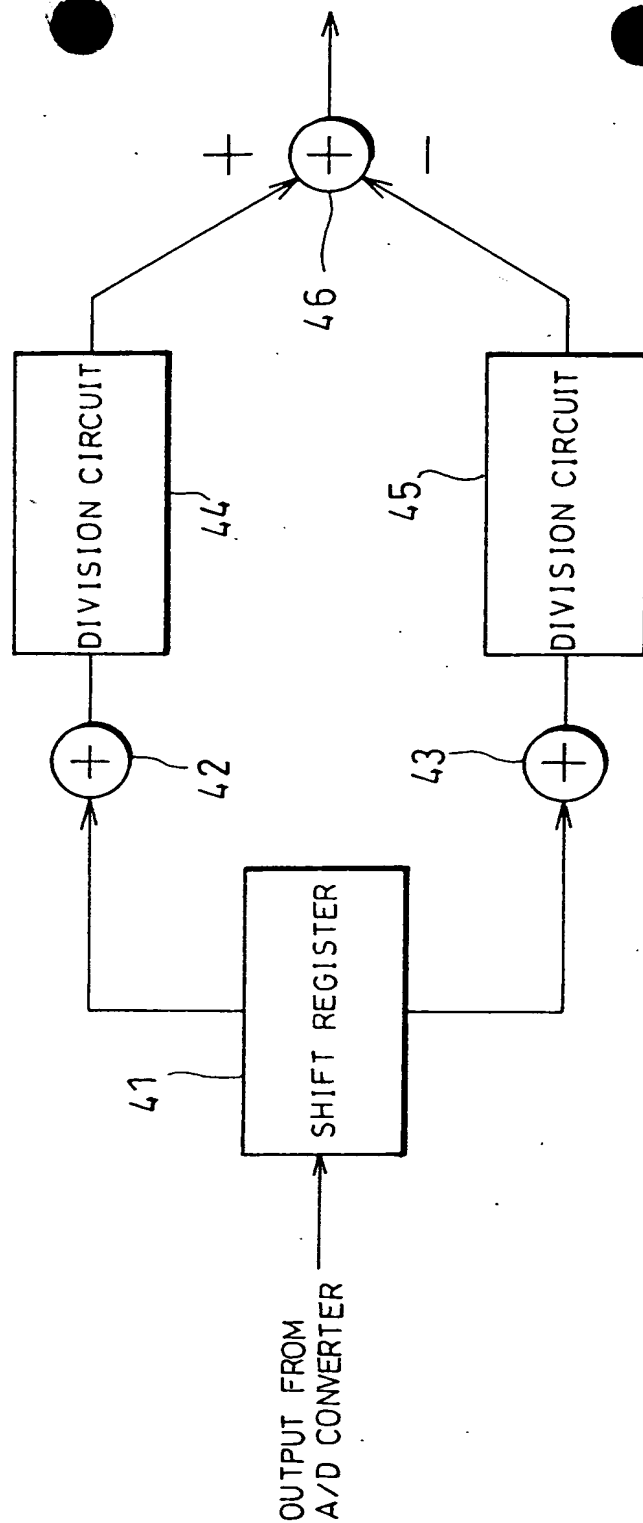 OUTPUT FROM
A/D CONVERTER
41
SHIFT REGISTER
42
+
43
+
44
DIVISION CIRCUIT
45
DIVISION CIRCUIT
46
+
+
−